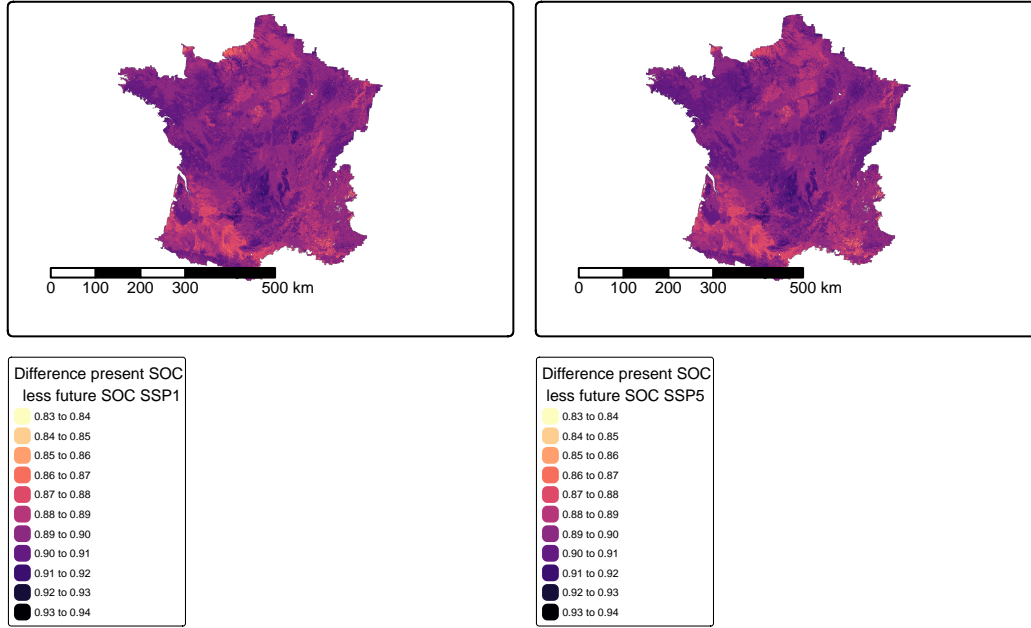 0 100 200 300 500 km
0 100 200 300 500 km
Difference present SOC
less future SOC SSP1
0.83 to 0.84
0.84 to 0.85
0.85 to 0.86
0.86 to 0.87
0.87 to 0.88
0.88 to 0.89
0.89 to 0.90
0.90 to 0.91
0.91 to 0.92
0.92 to 0.93
0.93 to 0.94
Difference present SOC
less future SOC SSP5
0.83 to 0.84
0.84 to 0.85
0.85 to 0.86
0.86 to 0.87
0.87 to 0.88
0.88 to 0.89
0.89 to 0.90
0.90 to 0.91
0.91 to 0.92
0.92 to 0.93
0.93 to 0.94